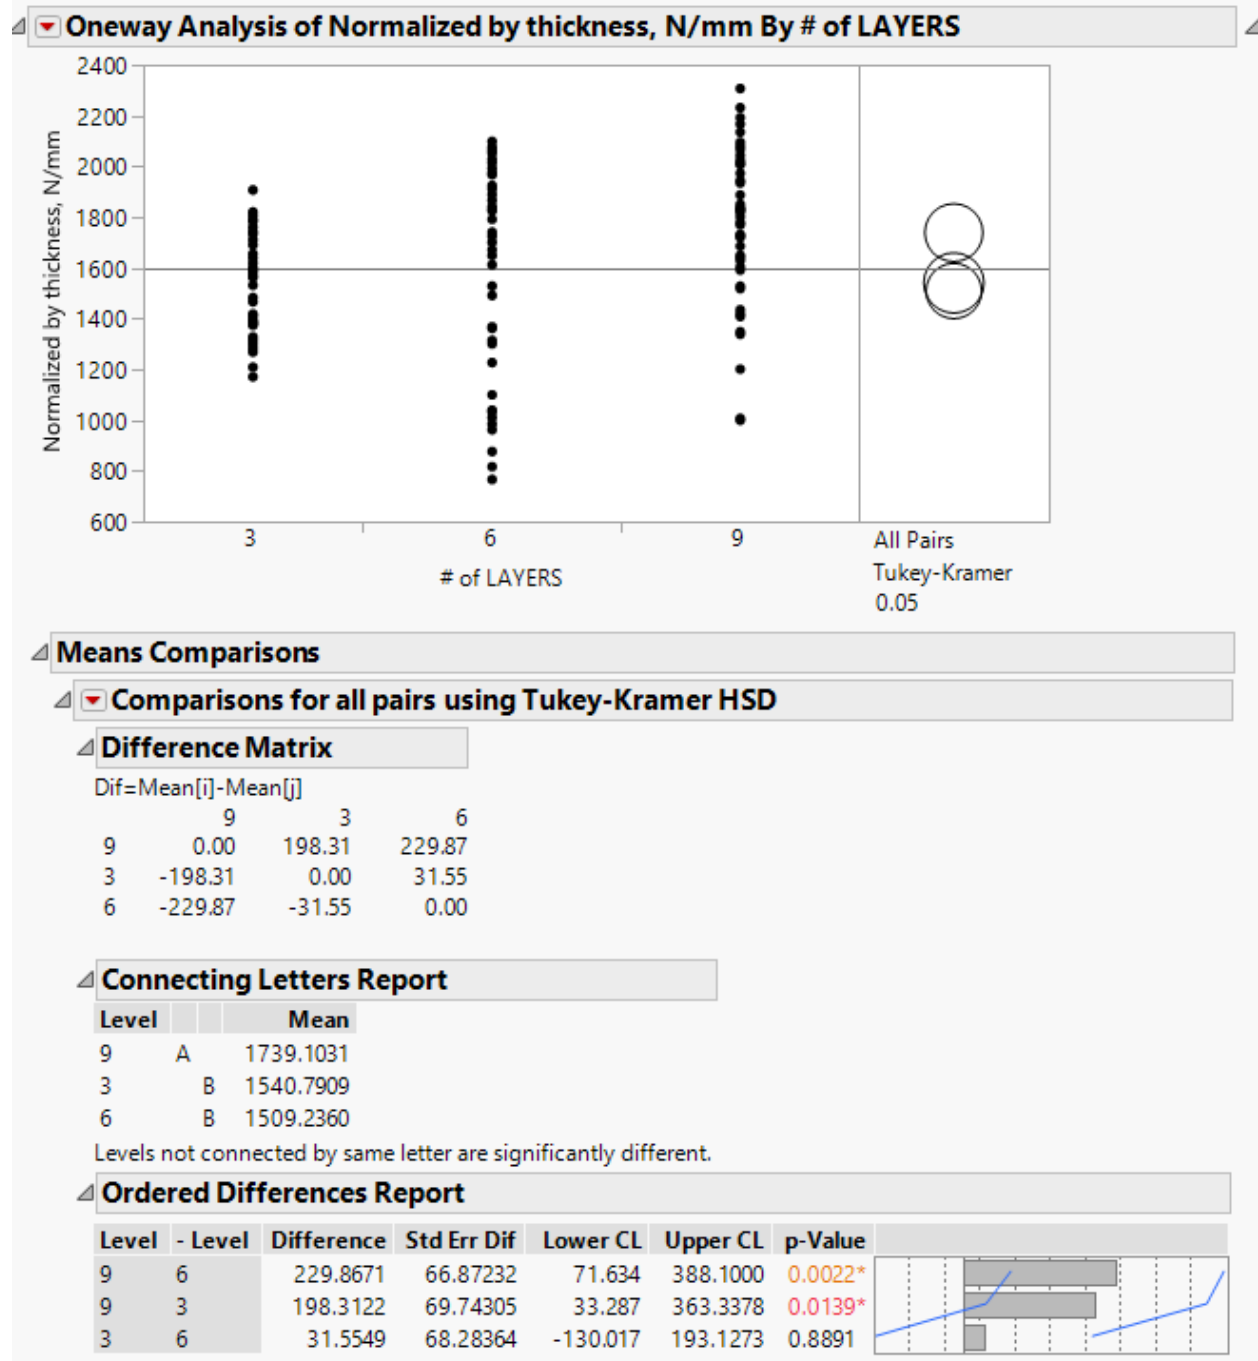 Oneway Analysis of Normalized by thickness, N/mm By # of LAYERS
Normalized by thickness, N/mm
2400
2200
2000
1800
1600
1400
1200
1000
800
600
3 6 9
# of LAYERS
All Pairs
Tukey-Kramer
0.05
Means Comparisons
Comparisons for all pairs using Tukey-Kramer HSD
Difference Matrix
Dif=Mean[i]-Mean[j]
9 3 6
9 0.00 198.31 229.87
3 -198.31 0.00 31.55
6 -229.87 -31.55 0.00
Connecting Letters Report
Level Mean
9 A 1739.1031
3 B 1540.7909
6 B 1509.2360
Levels not connected by same letter are significantly different.
Ordered Differences Report
Level - Level Difference Std Err Dif Lower CL Upper CL p-Value
9 6 229.8671 66.87232 71.634 388.1000 0.0022*
9 3 198.3122 69.74305 33.287 363.3378 0.0139*
3 6 31.5549 68.28364 -130.017 193.1273 0.8891